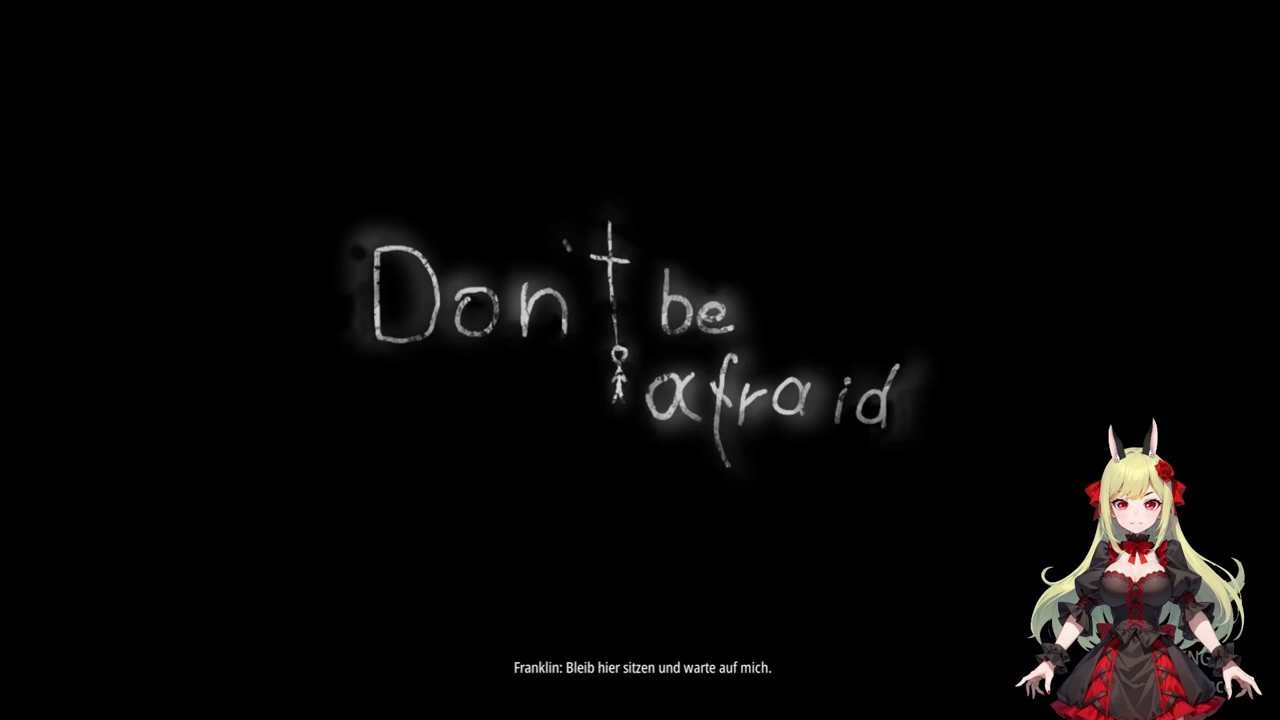 Don't be
afraid
Franklin: Bleib hier sitzen und warte auf mich.